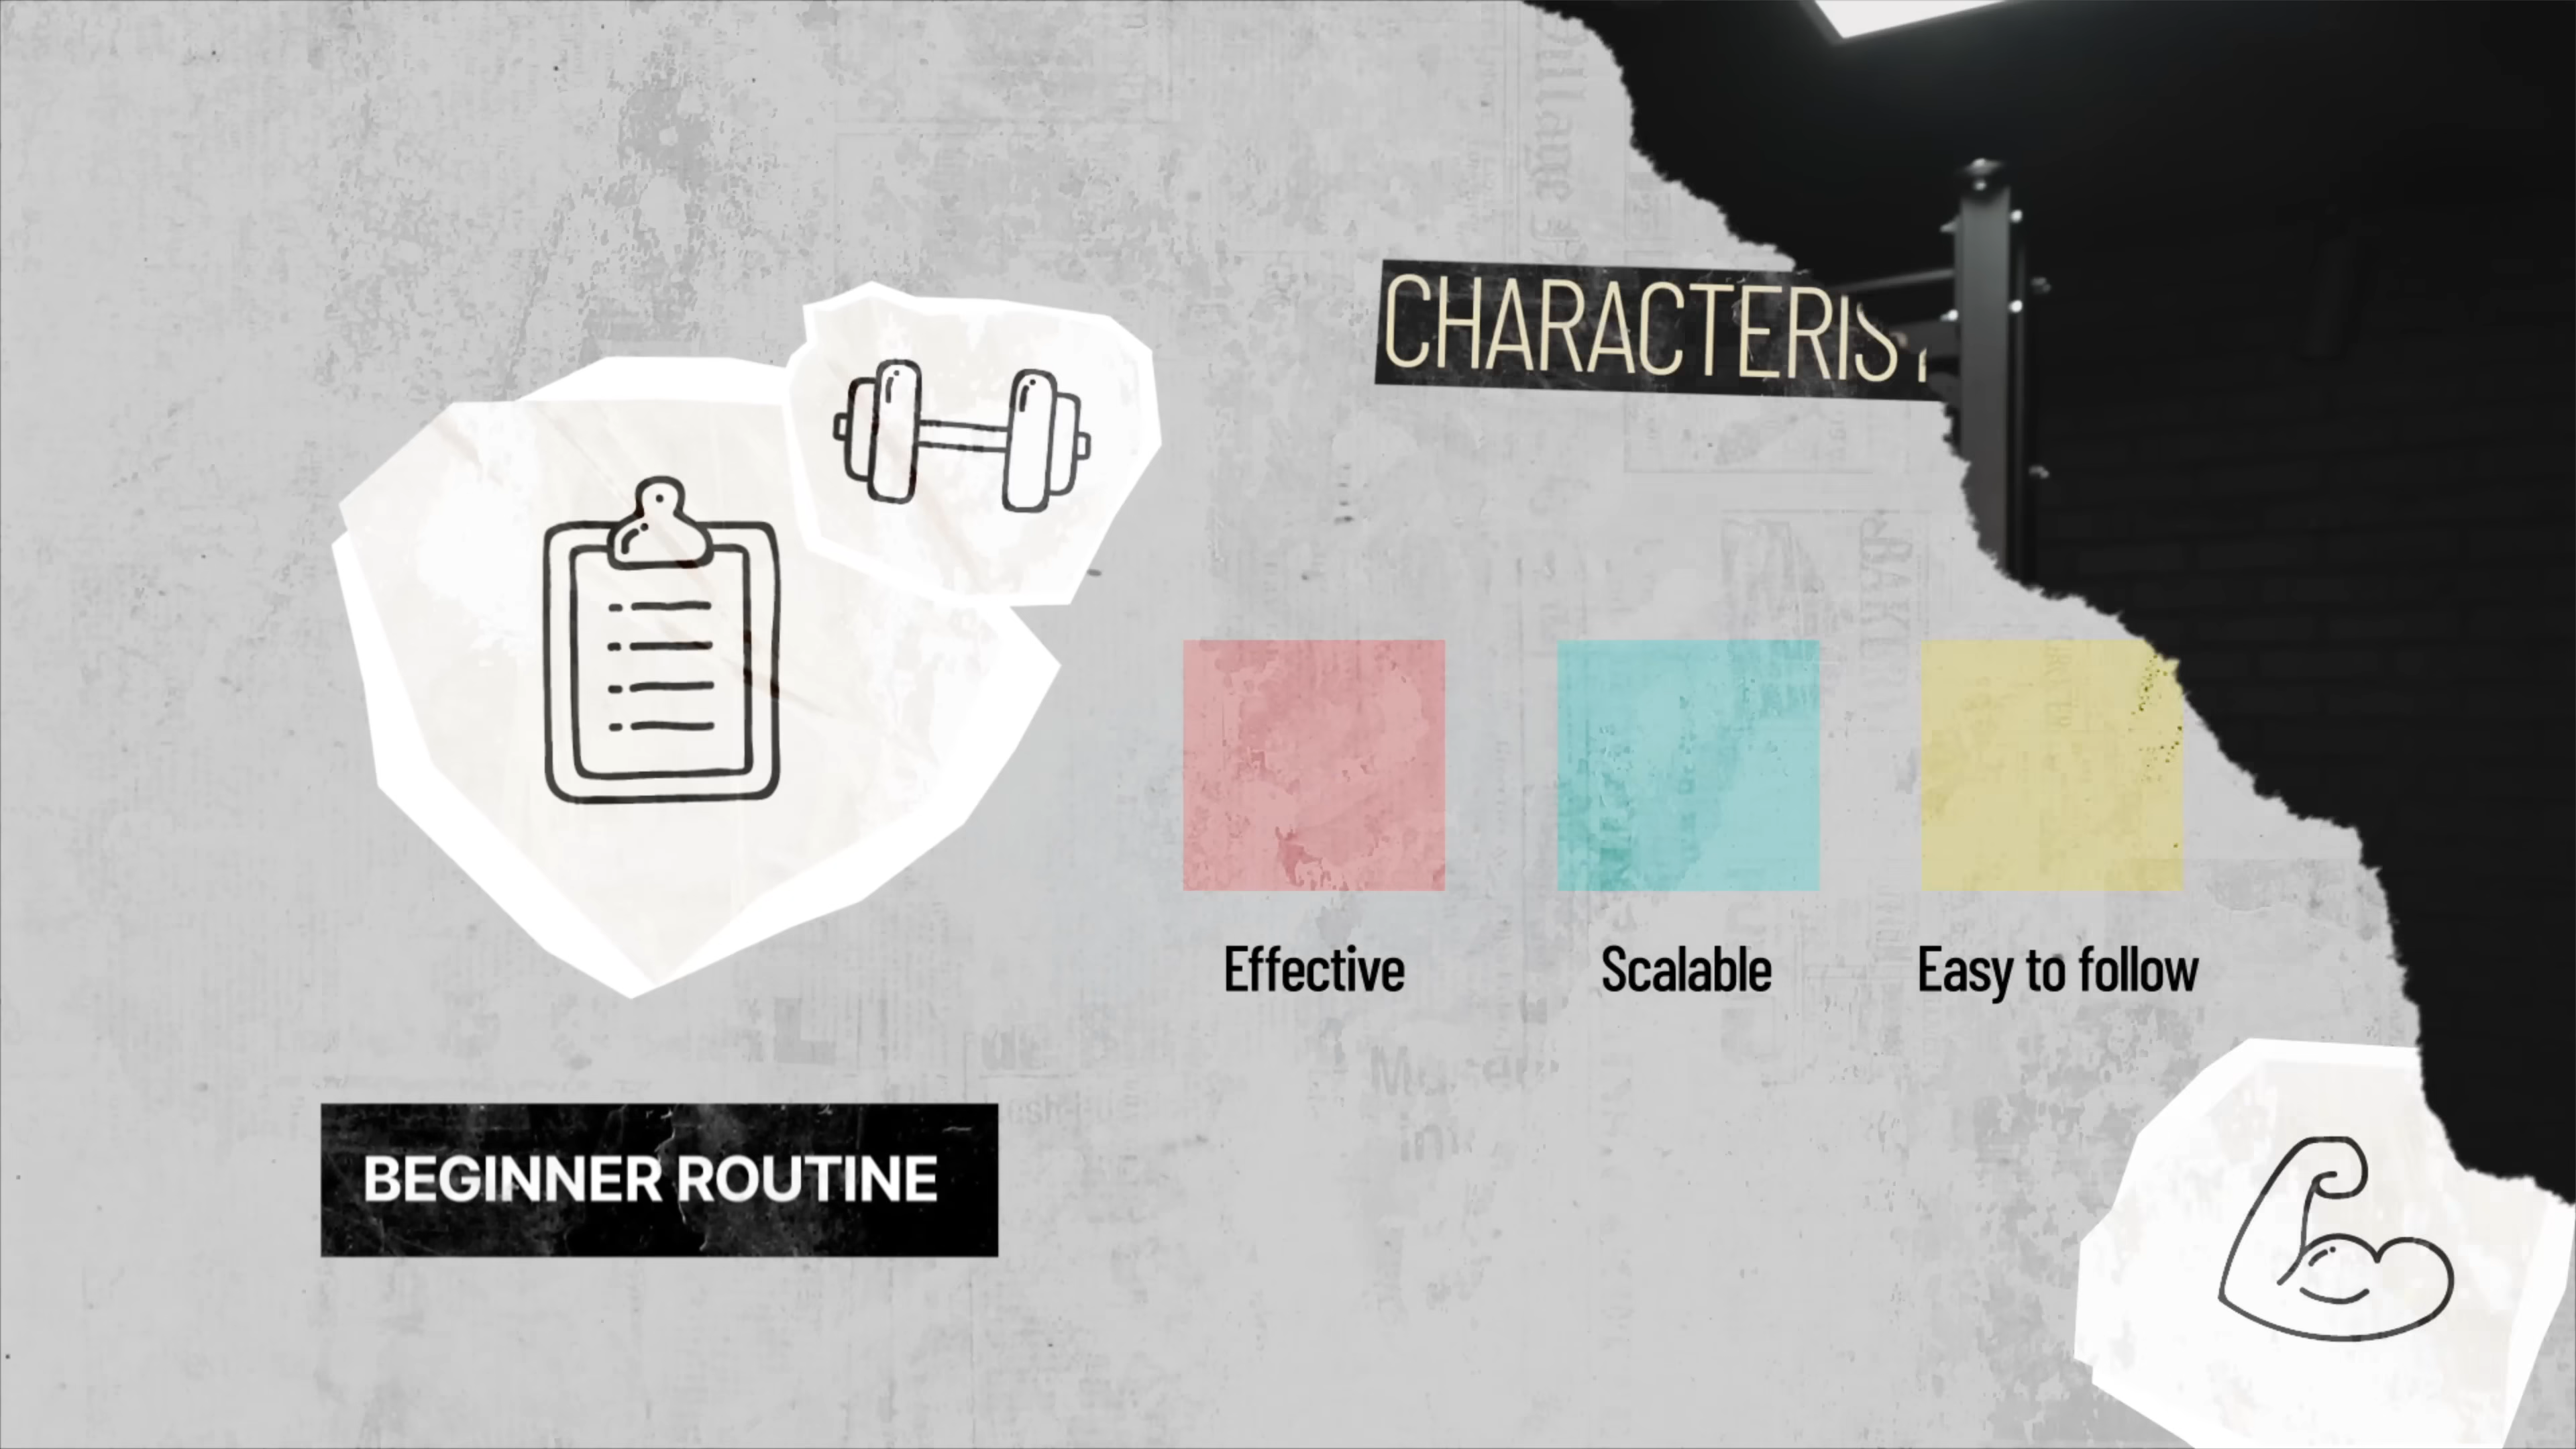 CHARACTERIS
Effective
Scalable
Easy to follow
BEGINNER ROUTINE